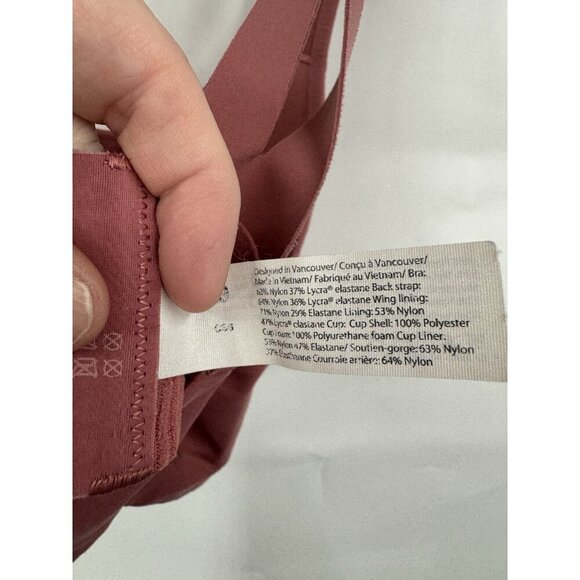 Designed in Vancouver/ Conçu à Vancouver/
Made in Vietnam/ Fabriqué au Vietnam/ Bra:
63% Nylon 37% Lycra® elastane Back strap:
64% Nylon 36% Lycra® elastane Wing lining:
71% Nylon 29% Elastane Lining: 53% Nylon
47% Lycra® elastane Cup: Cup Shell: 100% Polyester
Cup Foam: 100% Polyurethane foam Cup Liner:
53% Nylon 47% Elastane/ Soutien-gorge: 63% Nylon
37% Elasthanne Courroie arrière: 64% Nylon